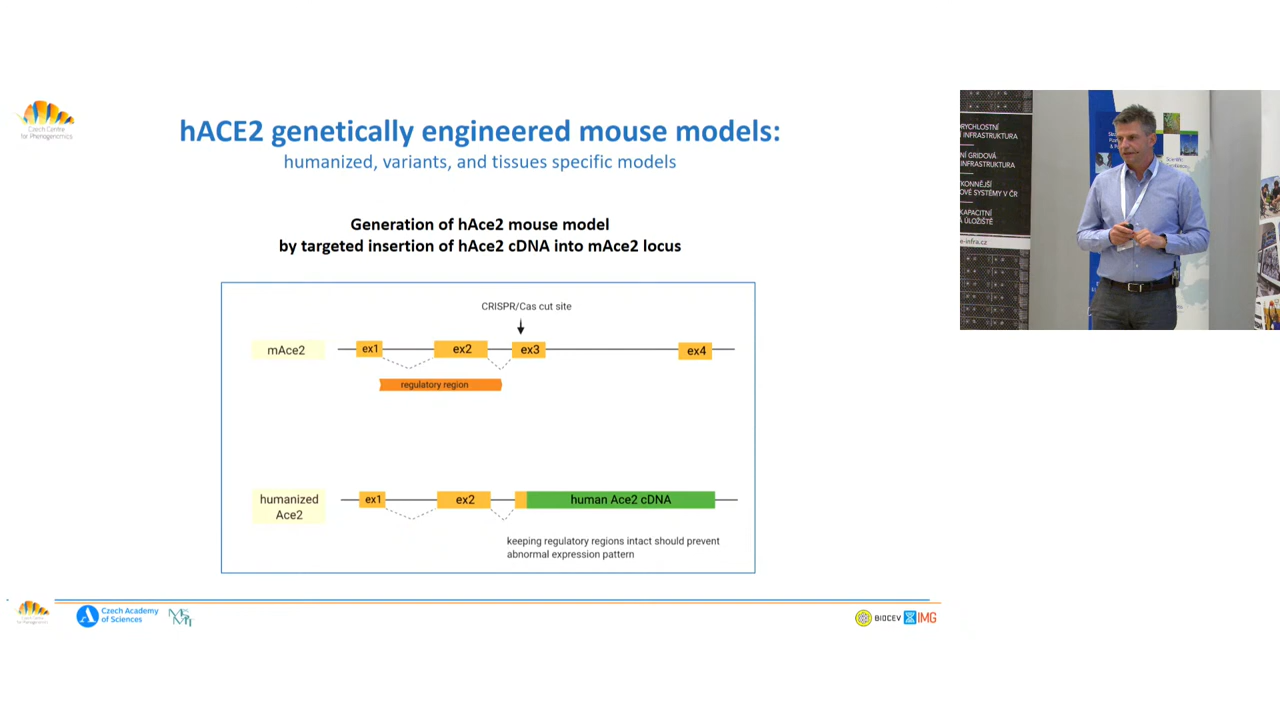 Czech Centre
for Phenogenomics
hACE2 genetically engineered mouse models:
humanized, variants, and tissues specific models
Generation of hAce2 mouse model
by targeted insertion of hAce2 cDNA into mAce2 locus
CRISPR/Cas cut site
mAce2
ex1
ex2
ex3
ex4
regulatory region
humanized
Ace2
ex1
ex2
human Ace2 cDNA
keeping regulatory regions intact should prevent
abnormal expression pattern
Czech Academy
of Sciences
BIOCEV
IMG
RYCHLOSTNÍ
INFRASTRUKTURA
NÍ GRIDOVÁ
INFRASTRUKTURA
KONNĚJŠÍ
OVÉ SYSTÉMY V ČR
KAPACITNÍ
ÚLOŽIŠTĚ
e-infra.cz